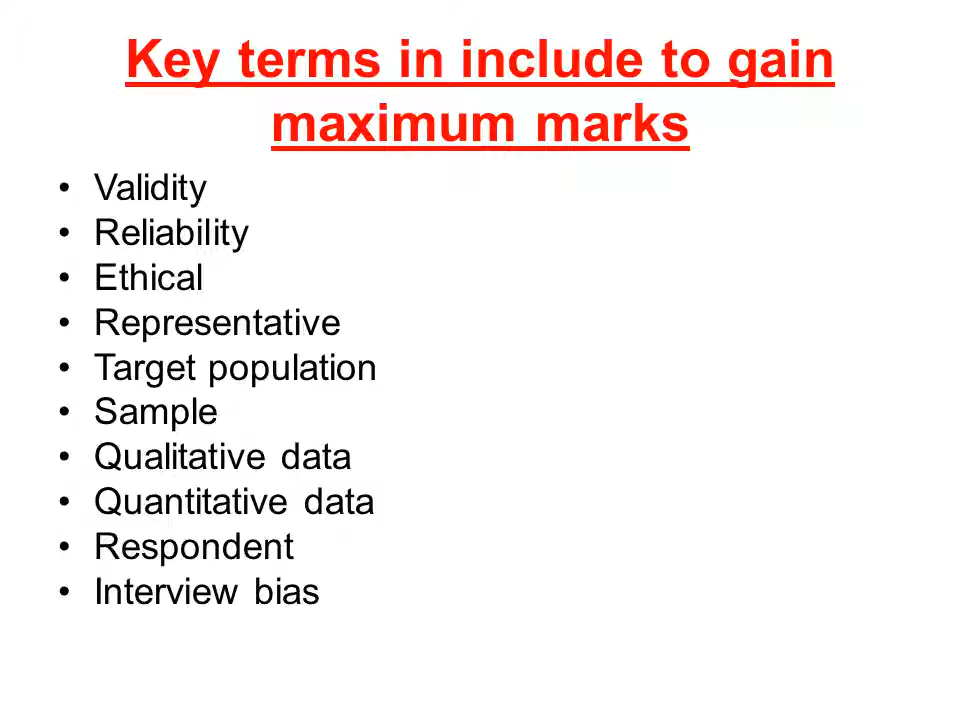 Key terms in include to gain
maximum marks
• Validity
• Reliability
• Ethical
• Representative
• Target population
• Sample
• Qualitative data
• Quantitative data
• Respondent
• Interview bias